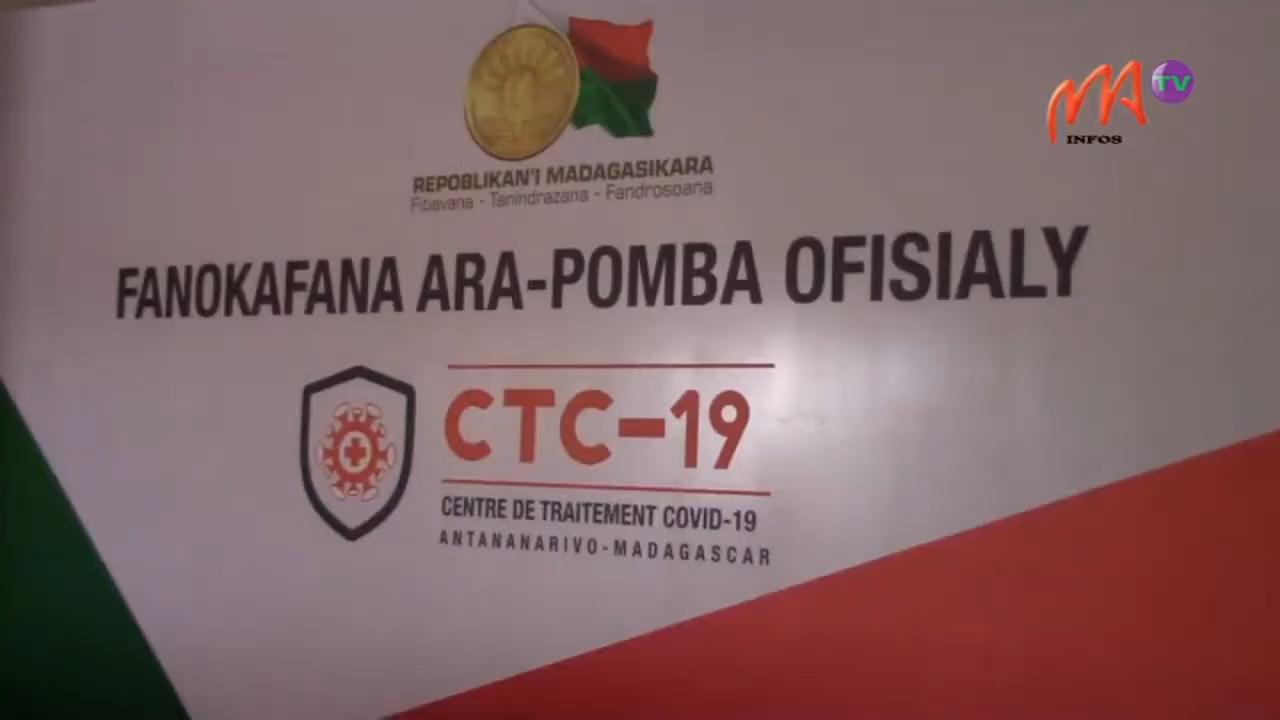 MA TV
INFOS
REPOBLIKAN'I MADAGASIKARA
Fitiavana - Tanindrazana - Fandrosoana
FANOKAFANA ARA-POMBA OFISIALY
CTC-19
CENTRE DE TRAITEMENT COVID-19
ANTANANARIVO-MADAGASCAR